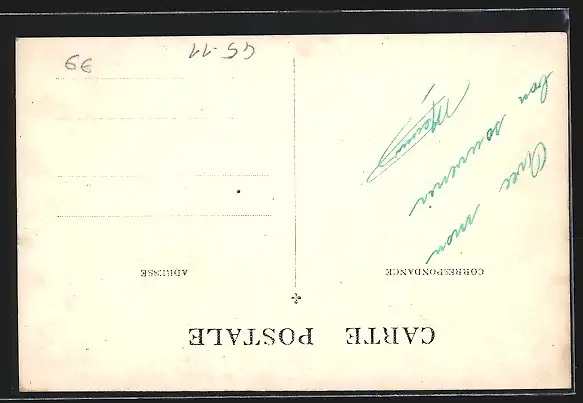 CARTE POSTALE
CORRESPONDANCE
ADRESSE
Avec mon
bon souvenir